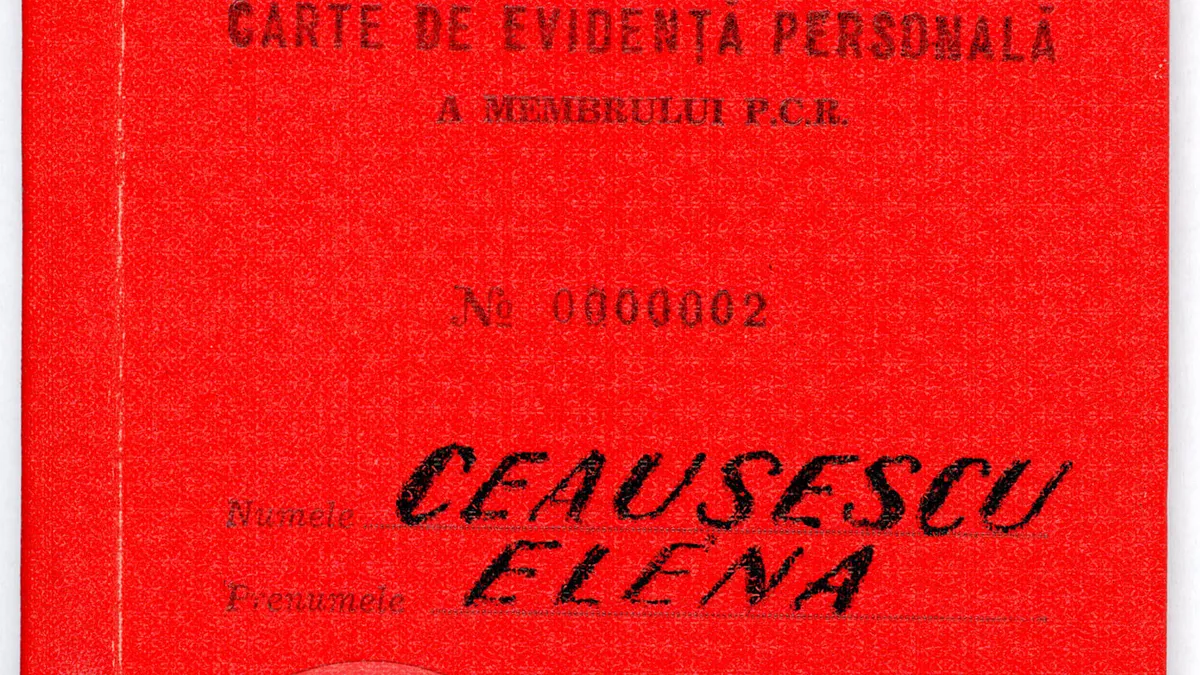 CARTE DE EVIDENȚĂ PERSONALĂ
A MEMBRULUI P.C.R.
№ 0000002
Numele CEAUSESCU
Prenumele ELENA